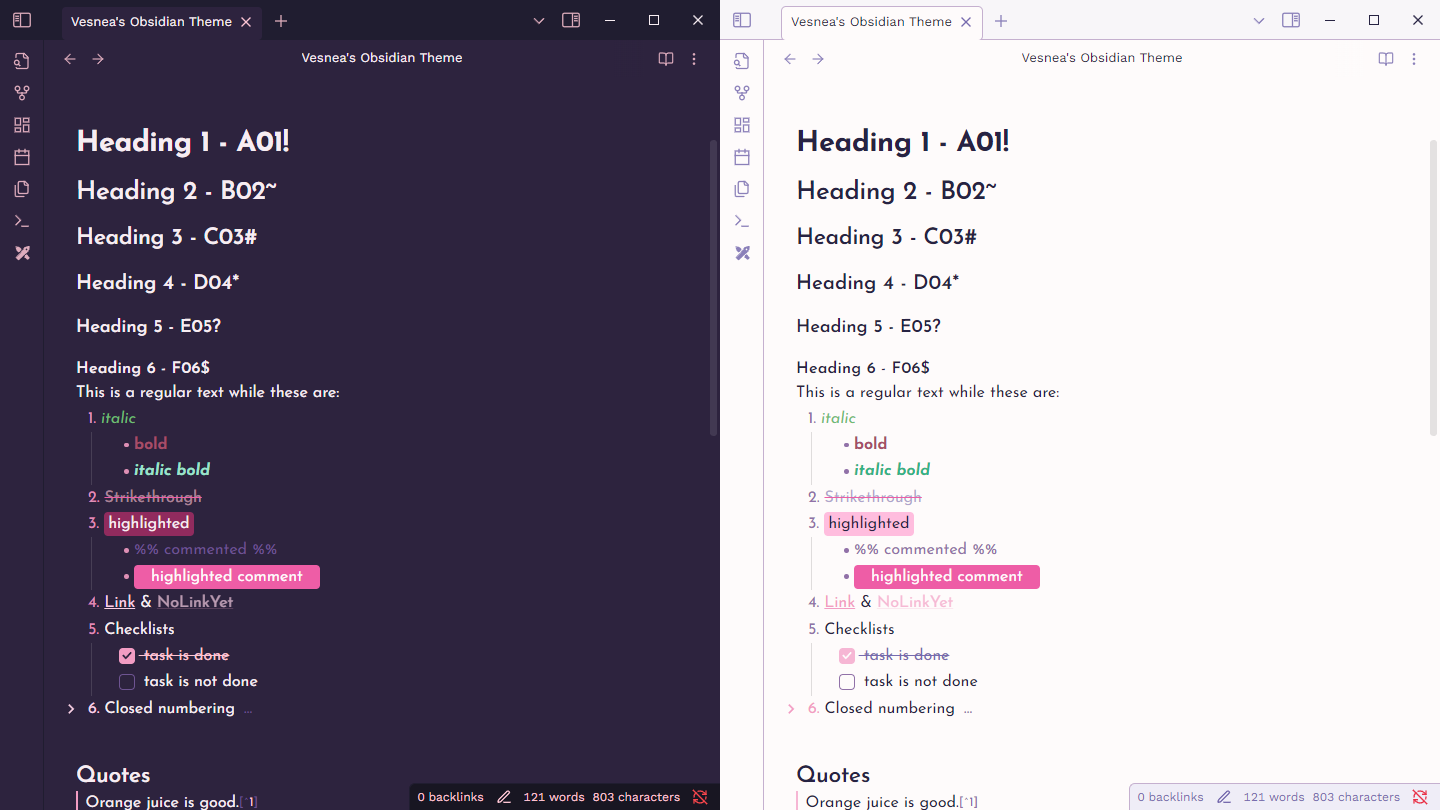 Vesnea's Obsidian Theme
Vesnea's Obsidian Theme
Heading 1 - A01!
Heading 2 - B02~
Heading 3 - C03#
Heading 4 - D04*
Heading 5 - E05?
Heading 6 - F06$
This is a regular text while these are:
1. italic
• bold
• italic bold
2. Strikethrough
3. highlighted
• %% commented %%
• highlighted comment
4. Link & NoLinkYet
5. Checklists
task is done
task is not done
6. Closed numbering ...
Quotes
Orange juice is good.[^1]
0 backlinks 121 words 803 characters
Vesnea's Obsidian Theme
Vesnea's Obsidian Theme
Heading 1 - A01!
Heading 2 - B02~
Heading 3 - C03#
Heading 4 - D04*
Heading 5 - E05?
Heading 6 - F06$
This is a regular text while these are:
1. italic
• bold
• italic bold
2. Strikethrough
3. highlighted
• %% commented %%
• highlighted comment
4. Link & NoLinkYet
5. Checklists
task is done
task is not done
6. Closed numbering ...
Quotes
Orange juice is good.[^1]
0 backlinks 121 words 803 characters